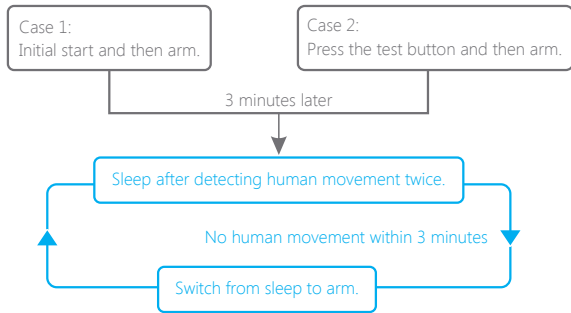 Case 1:
Initial start and then arm.
Case 2:
Press the test button and then arm.
3 minutes later
Sleep after detecting human movement twice.
No human movement within 3 minutes
Switch from sleep to arm.